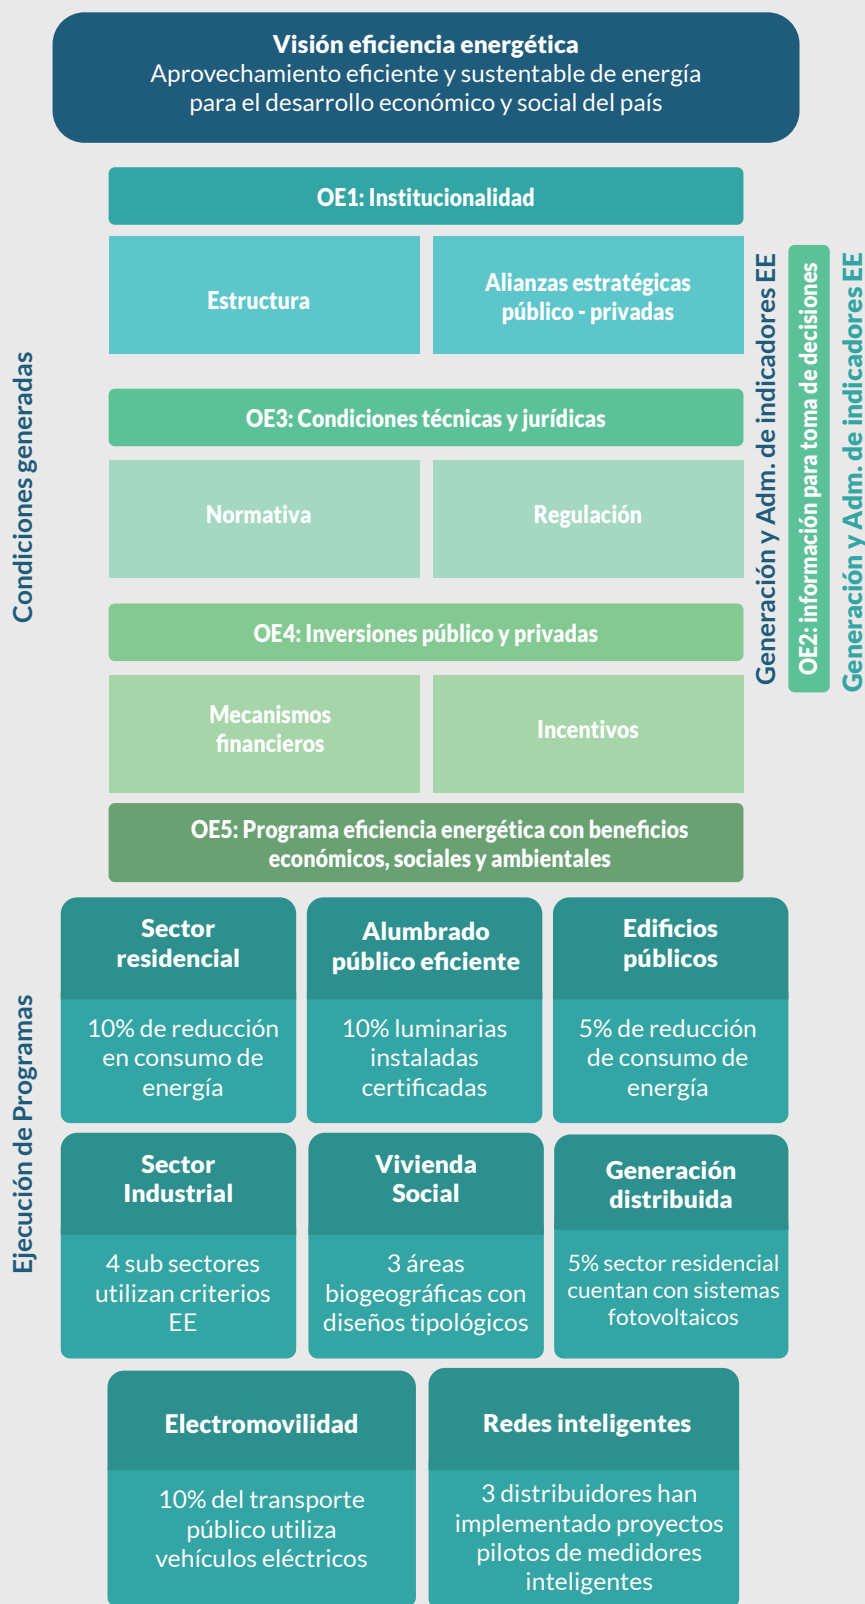 Visión eficiencia energética
Aprovechamiento eficiente y sustentable de energía
para el desarrollo económico y social del país
Condiciones generadas
OE1: Institucionalidad
Estructura
Alianzas estratégicas
público - privadas
OE3: Condiciones técnicas y jurídicas
Normativa
Regulación
OE4: Inversiones público y privadas
Mecanismos
financieros
Incentivos
Generación y Adm. de indicadores EE
OE2: información para toma de decisiones
Generación y Adm. de indicadores EE
OE5: Programa eficiencia energética con beneficios
económicos, sociales y ambientales
Ejecución de Programas
Sector
residencial
10% de reducción
en consumo de
energía
Alumbrado
público eficiente
10% luminarias
instaladas
certificadas
Edificios
públicos
5% de reducción
de consumo de
energía
Sector
Industrial
4 sub sectores
utilizan criterios
EE
Vivienda
Social
3 áreas
biogeográficas con
diseños tipológicos
Generación
distribuida
5% sector residencial
cuentan con sistemas
fotovoltaicos
Electromovilidad
10% del transporte
público utiliza
vehículos eléctricos
Redes inteligentes
3 distribuidores han
implementado proyectos
pilotos de medidores
inteligentes